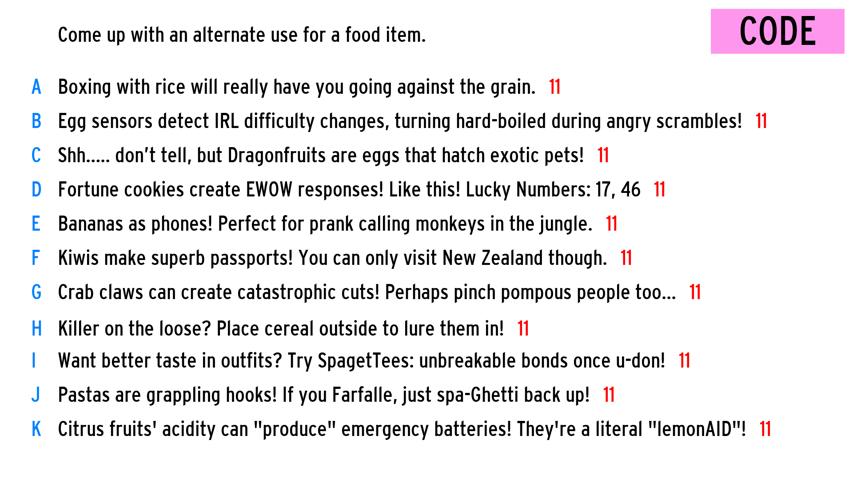 Come up with an alternate use for a food item.
CODE
A Boxing with rice will really have you going against the grain. 11
B Egg sensors detect IRL difficulty changes, turning hard-boiled during angry scrambles! 11
C Shh..... don't tell, but Dragonfruits are eggs that hatch exotic pets! 11
D Fortune cookies create EWOW responses! Like this! Lucky Numbers: 17, 46 11
E Bananas as phones! Perfect for prank calling monkeys in the jungle. 11
F Kiwis make superb passports! You can only visit New Zealand though. 11
G Crab claws can create catastrophic cuts! Perhaps pinch pompous people too... 11
H Killer on the loose? Place cereal outside to lure them in! 11
I Want better taste in outfits? Try SpagetTees: unbreakable bonds once u-don! 11
J Pastas are grappling hooks! If you Farfalle, just spa-Ghetti back up! 11
K Citrus fruits' acidity can "produce" emergency batteries! They're a literal "lemonAID"! 11